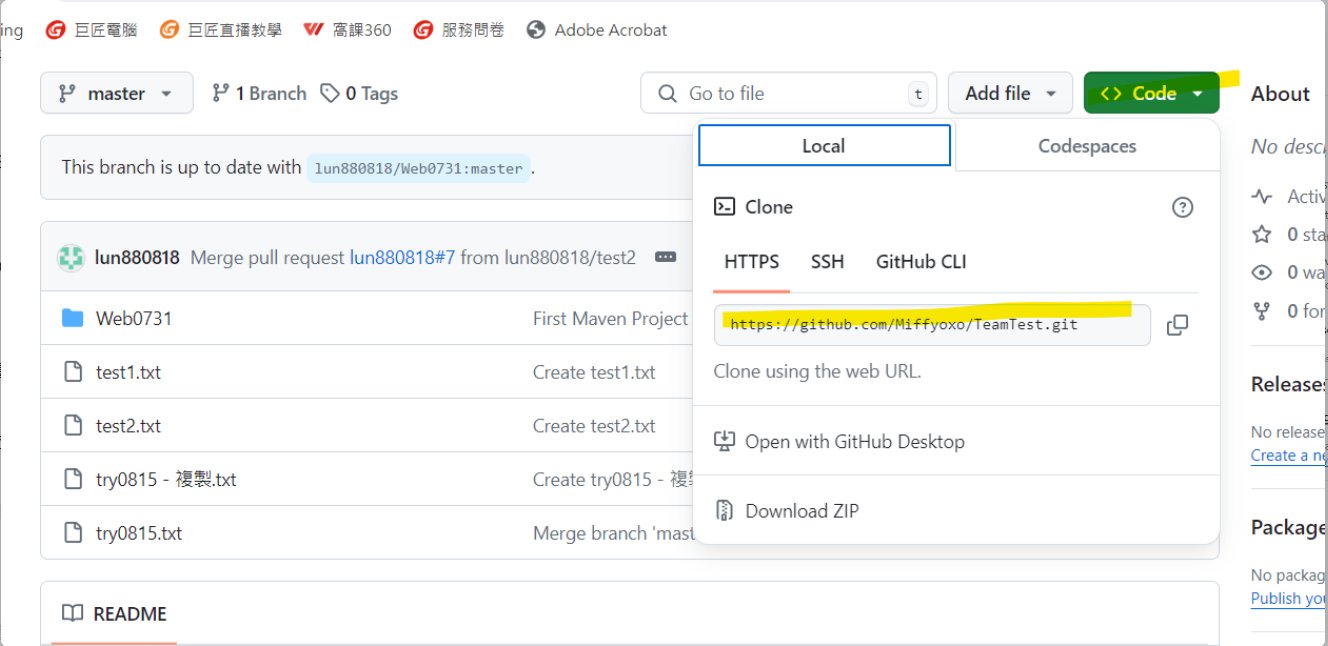 ing 巨匠電腦 巨匠直播教學 窩課360 服務問卷 Adobe Acrobat
master 1 Branch 0 Tags Go to file t Add file <> Code About
Local Codespaces
No desc
This branch is up to date with lun880818/Web0731:master .
Activ
Clone
0 sta
lun880818 Merge pull request lun880818#7 from lun880818/test2
HTTPS SSH GitHub CLI
0 wa
Web0731 First Maven Project
https://github.com/Miffyoxo/TeamTest.git
0 for
test1.txt Create test1.txt
Clone using the web URL.
Releases
test2.txt Create test2.txt
No release
Open with GitHub Desktop
Create a ne
try0815 - 複製.txt Create try0815 - 複製
Download ZIP
try0815.txt Merge branch 'mast
Package
No packag
Publish you
README